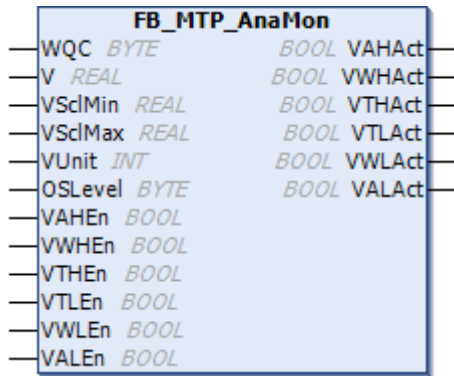 FB_MTP_AnaMon
WQC BYTE BOOL VAHAct
V REAL BOOL VWHAct
VSclMin REAL BOOL VTHAct
VSclMax REAL BOOL VTLAct
VUnit INT BOOL VWLAct
OSLevel BYTE BOOL VALAct
VAHEn BOOL
VWHEn BOOL
VTHEn BOOL
VTLEn BOOL
VWLEn BOOL
VALEn BOOL